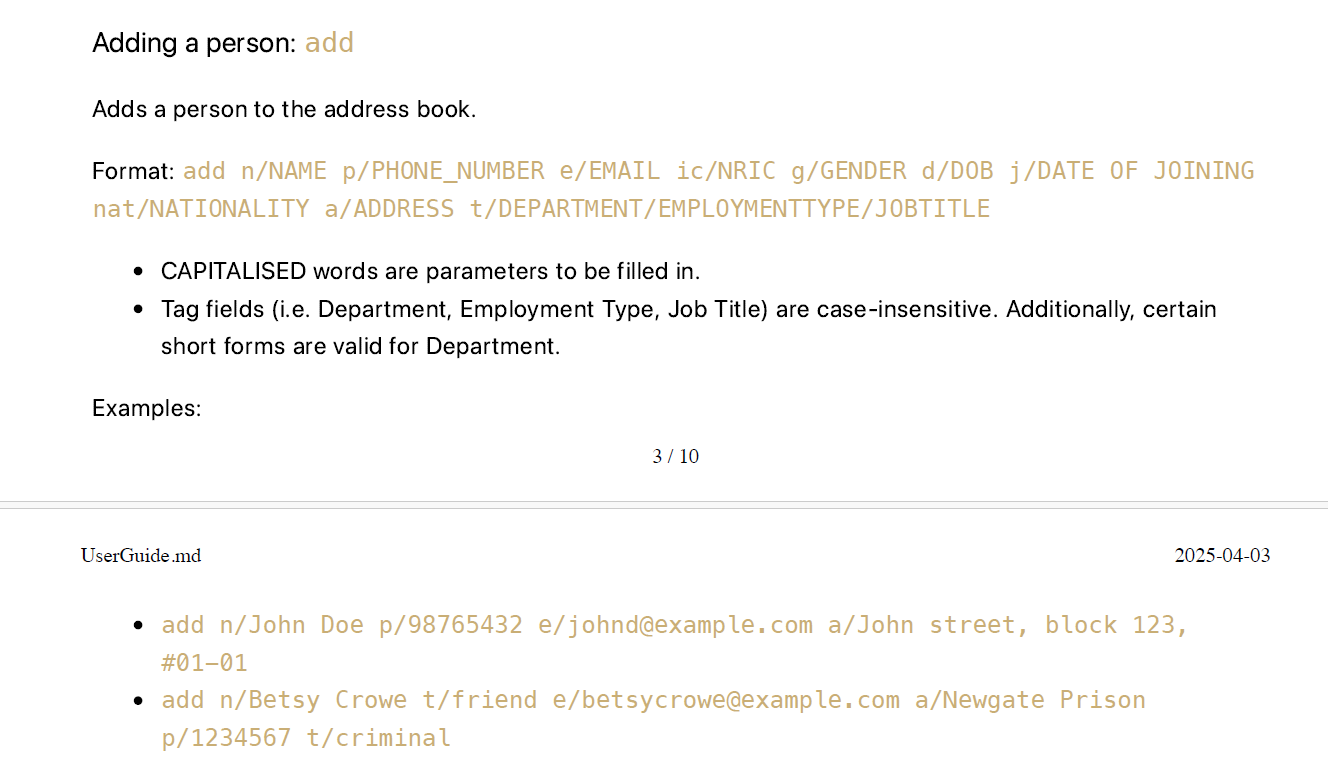 Adding a person: add
Adds a person to the address book.
Format: add n/NAME p/PHONE_NUMBER e/EMAIL ic/NRIC g/GENDER d/DOB j/DATE OF JOINING
nat/NATIONALITY a/ADDRESS t/DEPARTMENT/EMPLOYMENTTYPE/JOBTITLE
• CAPITALISED words are parameters to be filled in.
• Tag fields (i.e. Department, Employment Type, Job Title) are case-insensitive. Additionally, certain
short forms are valid for Department.
Examples:
3 / 10
UserGuide.md 2025-04-03
• add n/John Doe p/98765432 e/johnd@example.com a/John street, block 123,
#01-01
• add n/Betsy Crowe t/friend e/betsycrowe@example.com a/Newgate Prison
p/1234567 t/criminal